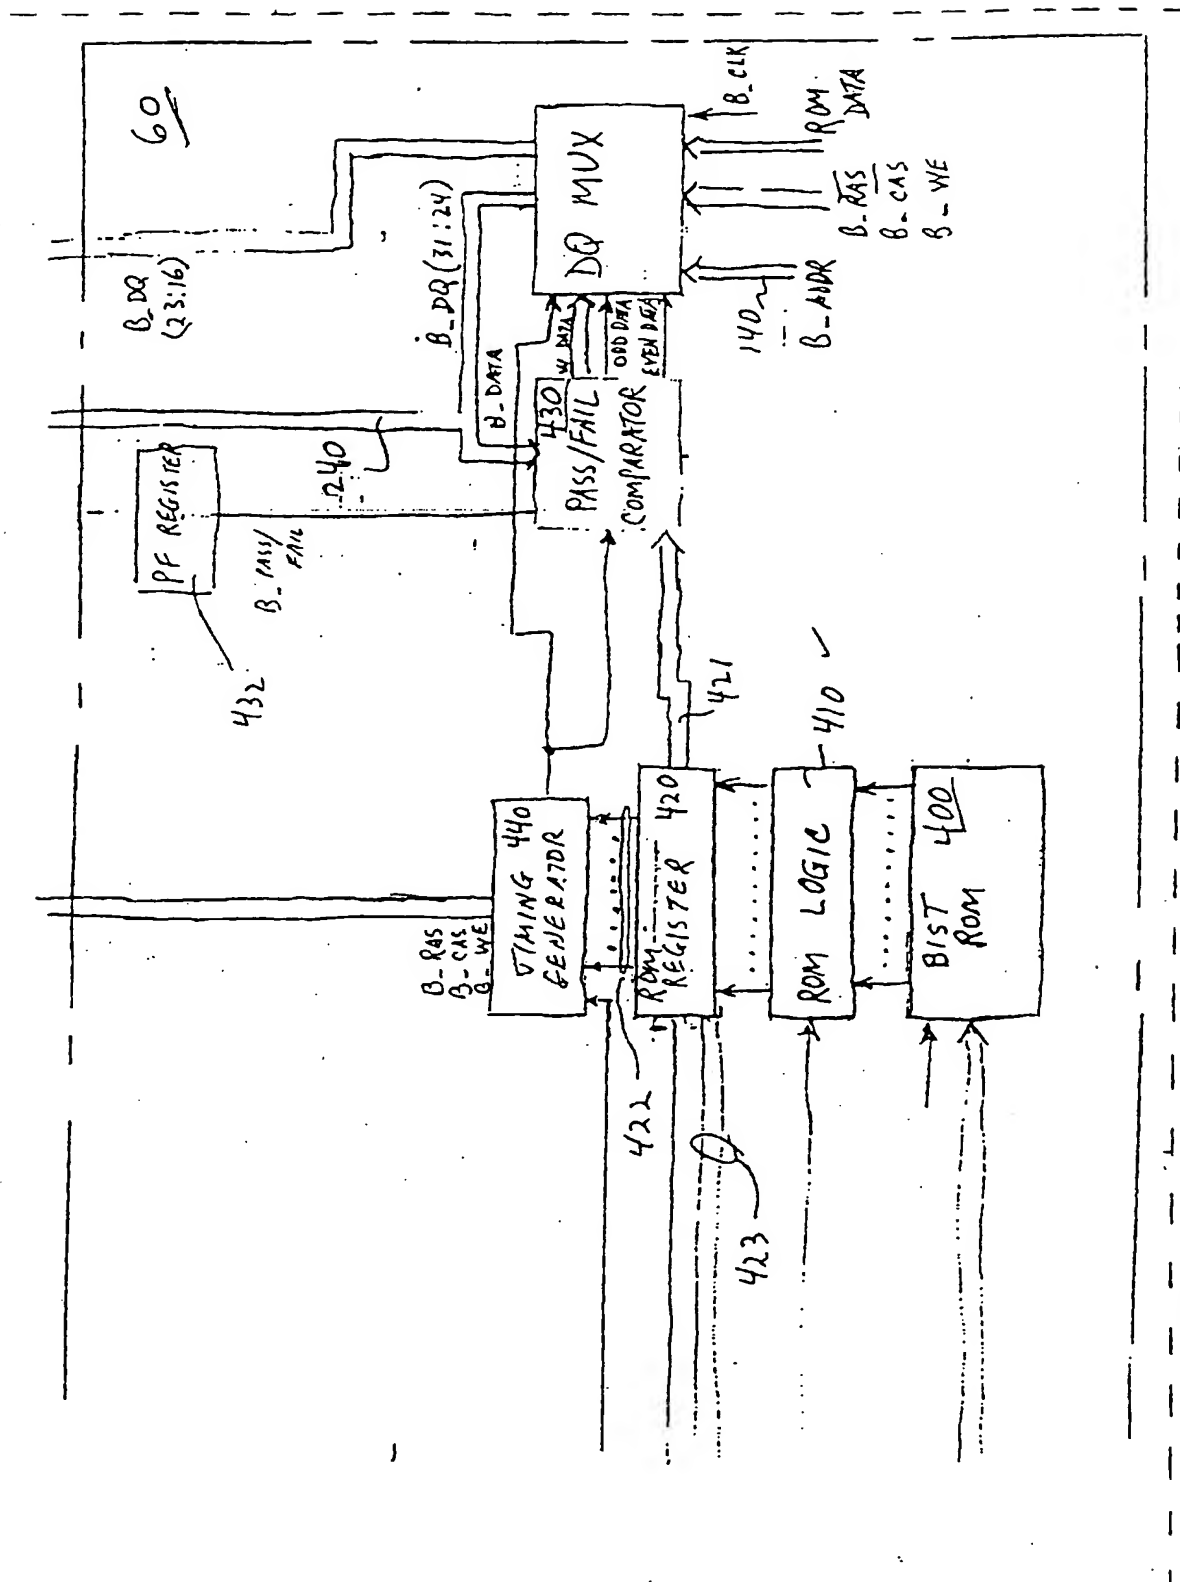 60
B_DQ
(23:16)
B_DQ(31:24)
B_DATA
W DATA
ODD DATA
EVEN DATA
DQ MUX
B_CLK
ROM
DATA
B_RAS
B_CAS
B_WE
140
B_ADDR
PF REGISTER
432
B_PASS/
FAIL
240
430
PASS/FAIL
COMPARATOR
B_RAS
B_CAS
B_WE
TIMING 440
GENERATOR
422
ROM 420
REGISTER
421
423
ROM LOGIC
410
BIST 400
ROM